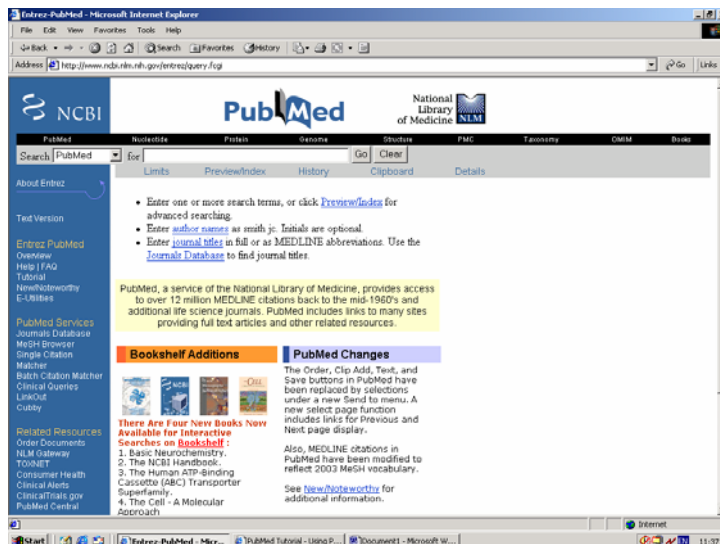 Entrez-PubMed - Microsoft Internet Explorer
File Edit View Favorites Tools Help
Back Search Favorites History
Address http://www.ncbi.nlm.nih.gov/entrez/query.fcgi Go Links
NCBI PubMed National Library of Medicine NLM
PubMed Nucleotide Protein Genome Structure PMC Taxonomy OMIM Books
Search PubMed for Go Clear
Limits Preview/Index History Clipboard Details
About Entrez
Text Version
Entrez PubMed
Overview
Help | FAQ
Tutorial
New/Noteworthy
E-Utilities
PubMed Services
Journals Database
MeSH Browser
Single Citation
Matcher
Batch Citation Matcher
Clinical Queries
LinkOut
Cubby
Related Resources
Order Documents
NLM Gateway
TOXNET
Consumer Health
Clinical Alerts
ClinicalTrials.gov
PubMed Central
• Enter one or more search terms, or click Preview/Index for
advanced searching.
• Enter author names as smith jc. Initials are optional.
• Enter journal titles in full or as MEDLINE abbreviations. Use the
Journals Database to find journal titles.
PubMed, a service of the National Library of Medicine, provides access
to over 12 million MEDLINE citations back to the mid-1960's and
additional life science journals. PubMed includes links to many sites
providing full text articles and other related resources.
Bookshelf Additions
There Are Four New Books Now
Available for Interactive
Searches on Bookshelf :
1. Basic Neurochemistry.
2. The NCBI Handbook.
3. The Human ATP-Binding
Cassette (ABC) Transporter
Superfamily.
4. The Cell - A Molecular
Approach
PubMed Changes
The Order, Clip Add, Text, and
Save buttons in PubMed have
been replaced by selections
under a new Send to menu. A
new select page function
includes links for Previous and
Next page display.
Also, MEDLINE citations in
PubMed have been modified to
reflect 2003 MeSH vocabulary.
See New/Noteworthy for
additional information.
Internet
Start Entrez-PubMed - Micr... PubMed Tutorial - Using P... Document1 - Microsoft W... 11:37